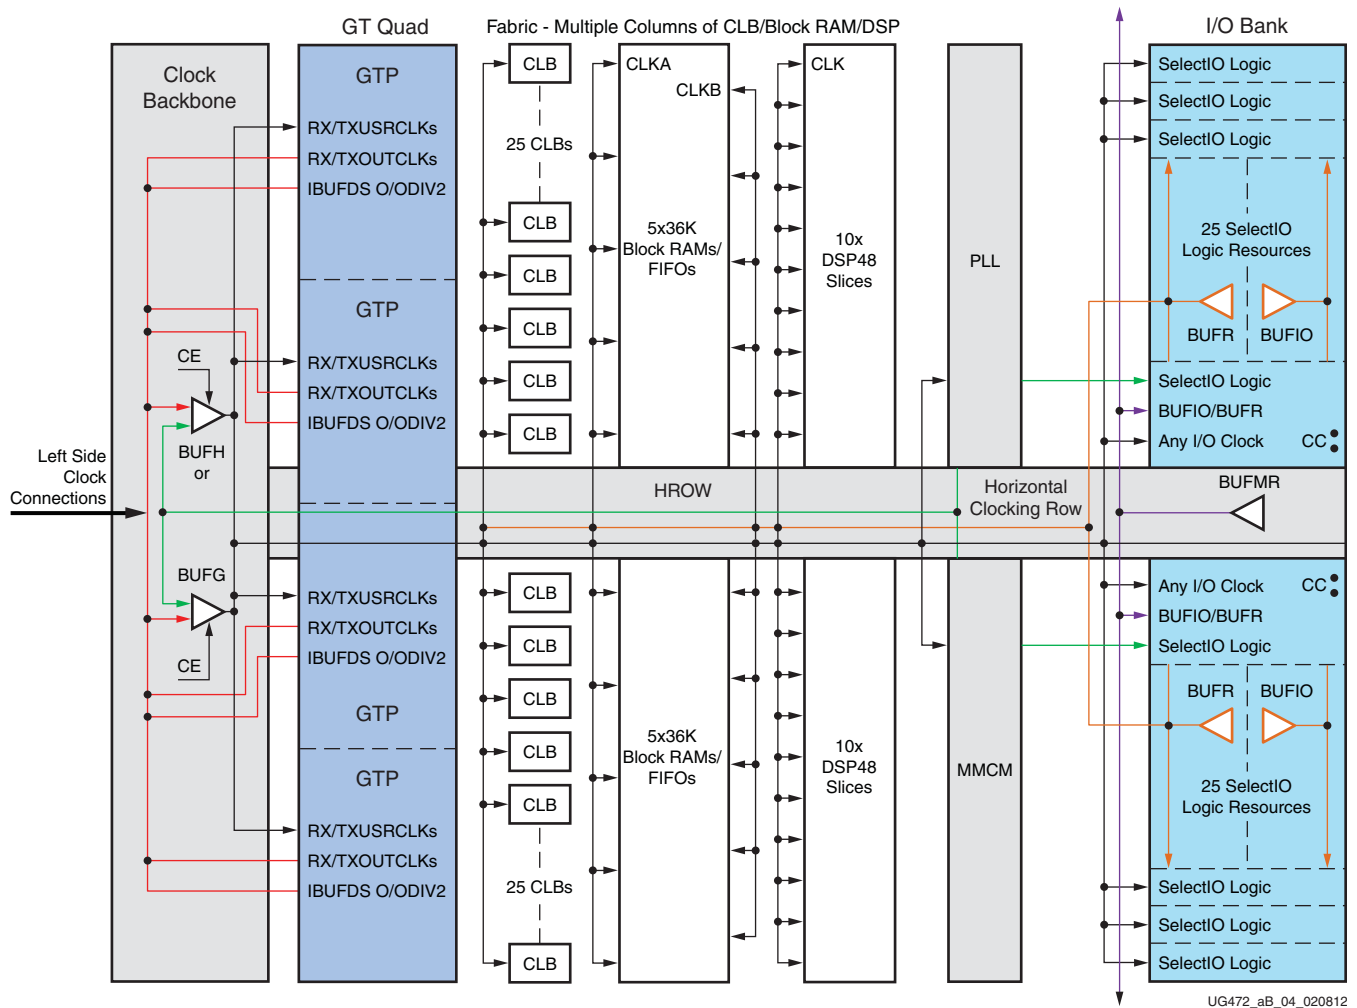 GT Quad
Fabric - Multiple Columns of CLB/Block RAM/DSP
I/O Bank
Clock
Backbone
Left Side
Clock
Connections
CE
BUFH
or
BUFG
CE
GTP
RX/TXUSRCLKs
RX/TXOUTCLKs
IBUFDS O/ODIV2
GTP
RX/TXUSRCLKs
RX/TXOUTCLKs
IBUFDS O/ODIV2
RX/TXUSRCLKs
RX/TXOUTCLKs
IBUFDS O/ODIV2
GTP
GTP
RX/TXUSRCLKs
RX/TXOUTCLKs
IBUFDS O/ODIV2
CLB
25 CLBs
CLB
CLB
CLB
CLB
CLB
CLKA
CLKB
5x36K
Block RAMs/
FIFOs
CLK
10x
DSP48
Slices
PLL
SelectIO Logic
SelectIO Logic
SelectIO Logic
25 SelectIO
Logic Resources
BUFR
BUFIO
SelectIO Logic
BUFIO/BUFR
Any I/O Clock
CC
HROW
Horizontal
Clocking Row
BUFMR
CLB
CLB
CLB
CLB
CLB
25 CLBs
CLB
5x36K
Block RAMs/
FIFOs
10x
DSP48
Slices
MMCM
Any I/O Clock
CC
BUFIO/BUFR
SelectIO Logic
BUFR
BUFIO
25 SelectIO
Logic Resources
SelectIO Logic
SelectIO Logic
SelectIO Logic
UG472_aB_04_020812